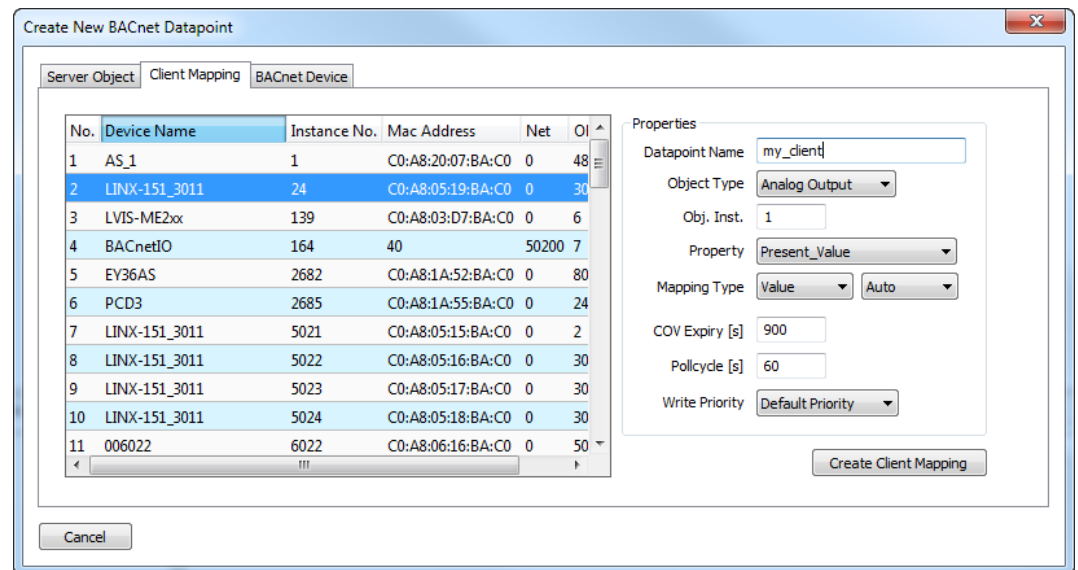 Create New BACnet Datapoint
Server Object Client Mapping BACnet Device
No. Device Name Instance No. Mac Address Net
1 AS_1 1 C0:A8:20:07:BA:C0 0 48
2 LINX-151_3011 24 C0:A8:05:19:BA:C0 0 30
3 LVIS-ME2xx 139 C0:A8:03:D7:BA:C0 0 6
4 BACnetIO 164 40 50200 7
5 EY36AS 2682 C0:A8:1A:52:BA:C0 0 80
6 PCD3 2685 C0:A8:1A:55:BA:C0 0 24
7 LINX-151_3011 5021 C0:A8:05:15:BA:C0 0 2
8 LINX-151_3011 5022 C0:A8:05:16:BA:C0 0 30
9 LINX-151_3011 5023 C0:A8:05:17:BA:C0 0 30
10 LINX-151_3011 5024 C0:A8:05:18:BA:C0 0 30
11 006022 6022 C0:A8:06:16:BA:C0 0 50
Properties
Datapoint Name my_client
Object Type Analog Output
Obj. Inst. 1
Property Present_Value
Mapping Type Value Auto
COV Expiry [s] 900
Pollcycle [s] 60
Write Priority Default Priority
Create Client Mapping
Cancel